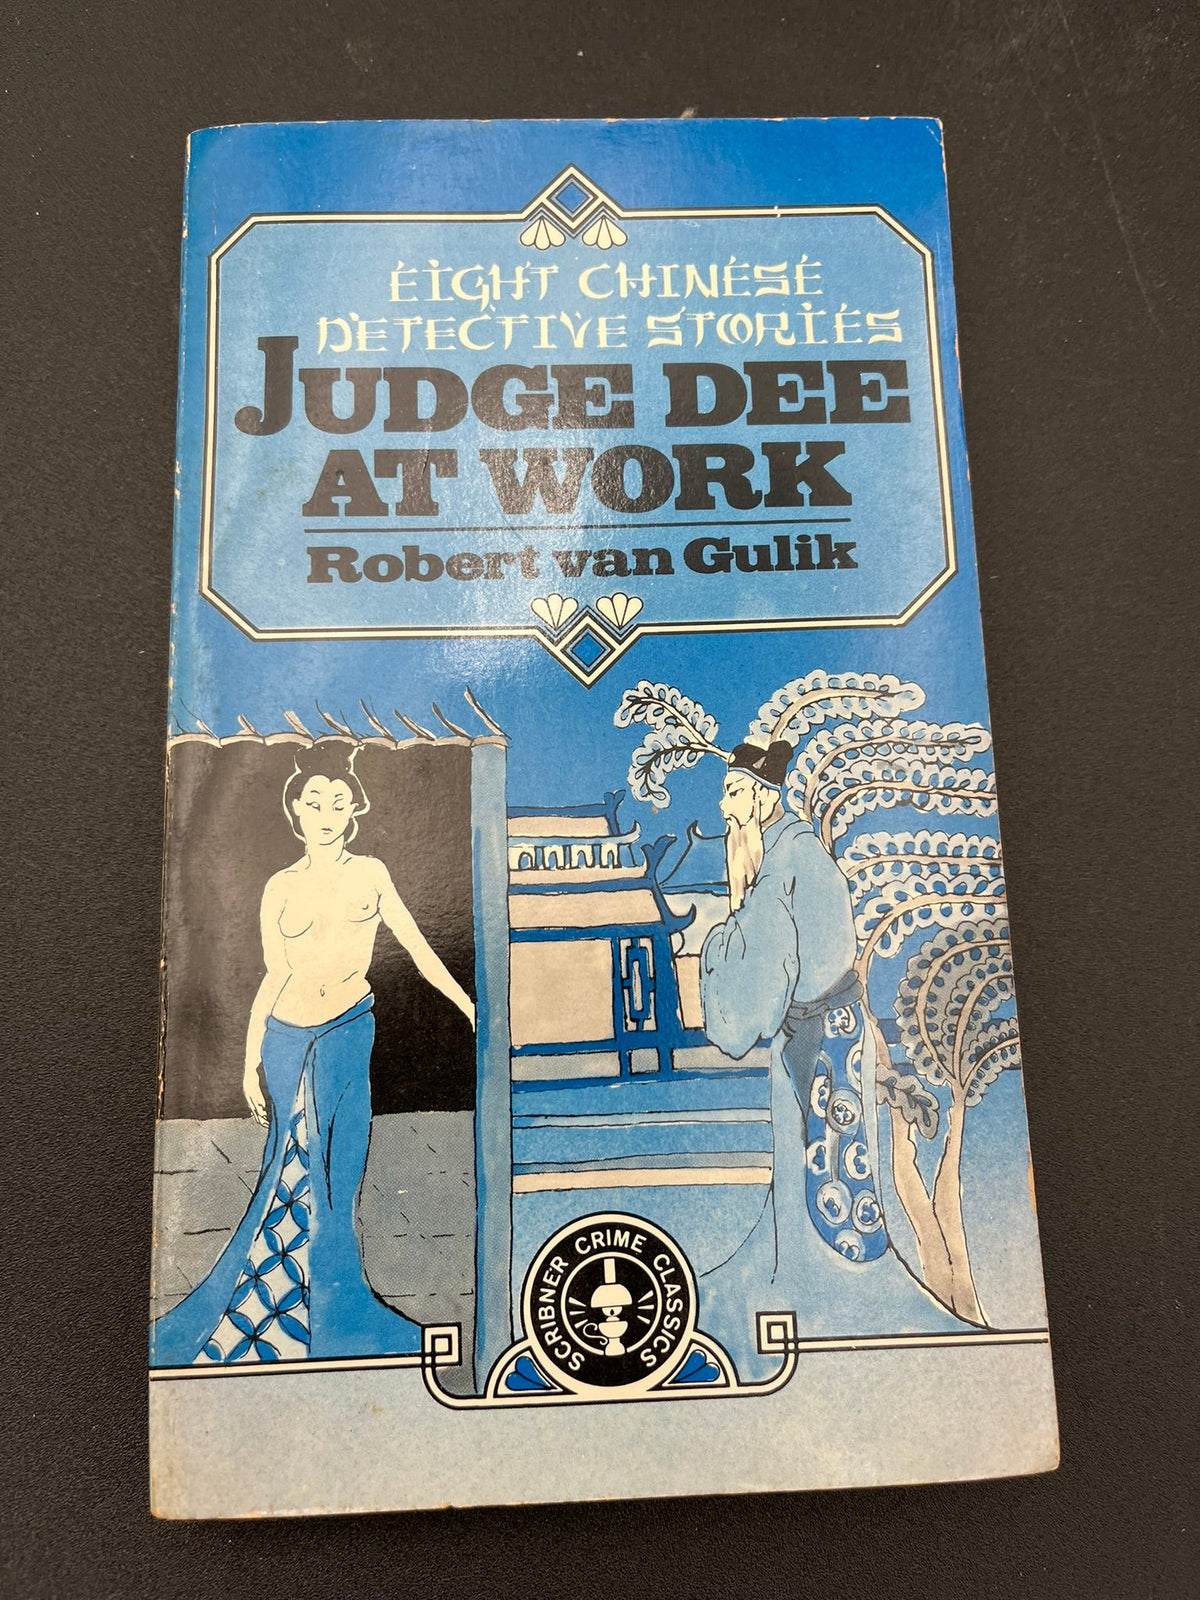 EIGHT CHINESE
DETECTIVE STORIES
JUDGE DEE
AT WORK
Robert van Gulik
SCRIBNER CRIME CLASSICS